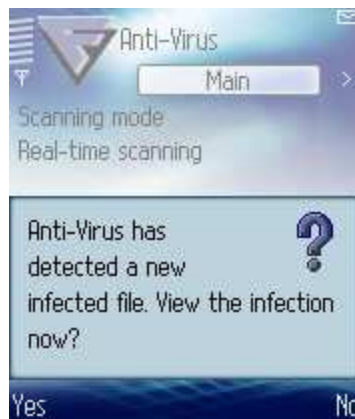 Anti-Virus
Main
Scanning mode
Real-time scanning
Anti-Virus has
detected a new
infected file. View the infection
now?
Yes
No